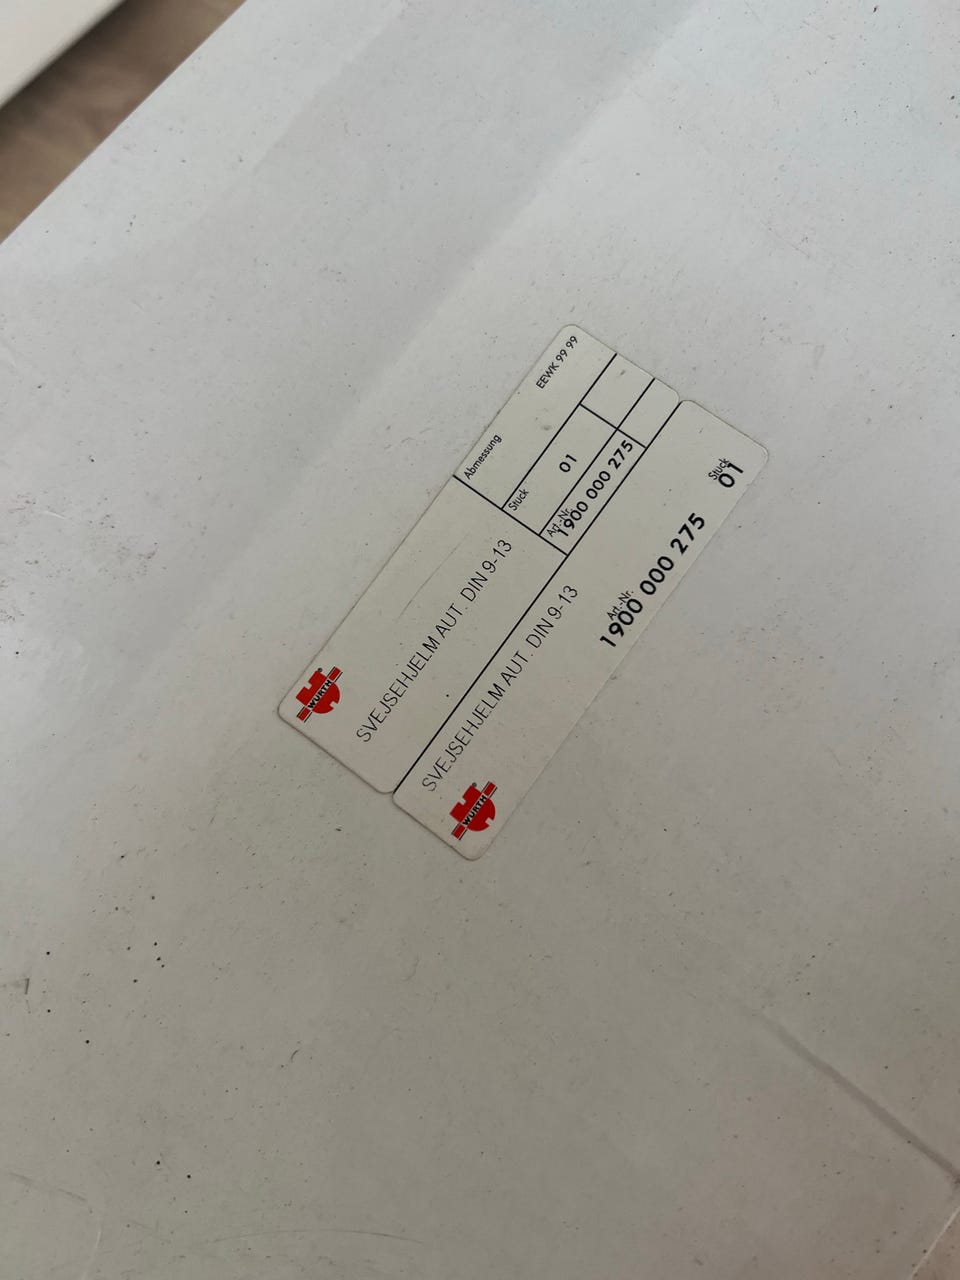 Abmessung
EEWK 99 99
Stück
01
Art.-Nr.
1900 000 275
SVEJSEHJELM AUT. DIN 9-13
WÜRTH
SVEJSEHJELM AUT. DIN 9-13
Art.-Nr.
1900 000 275
Stück
01
WÜRTH